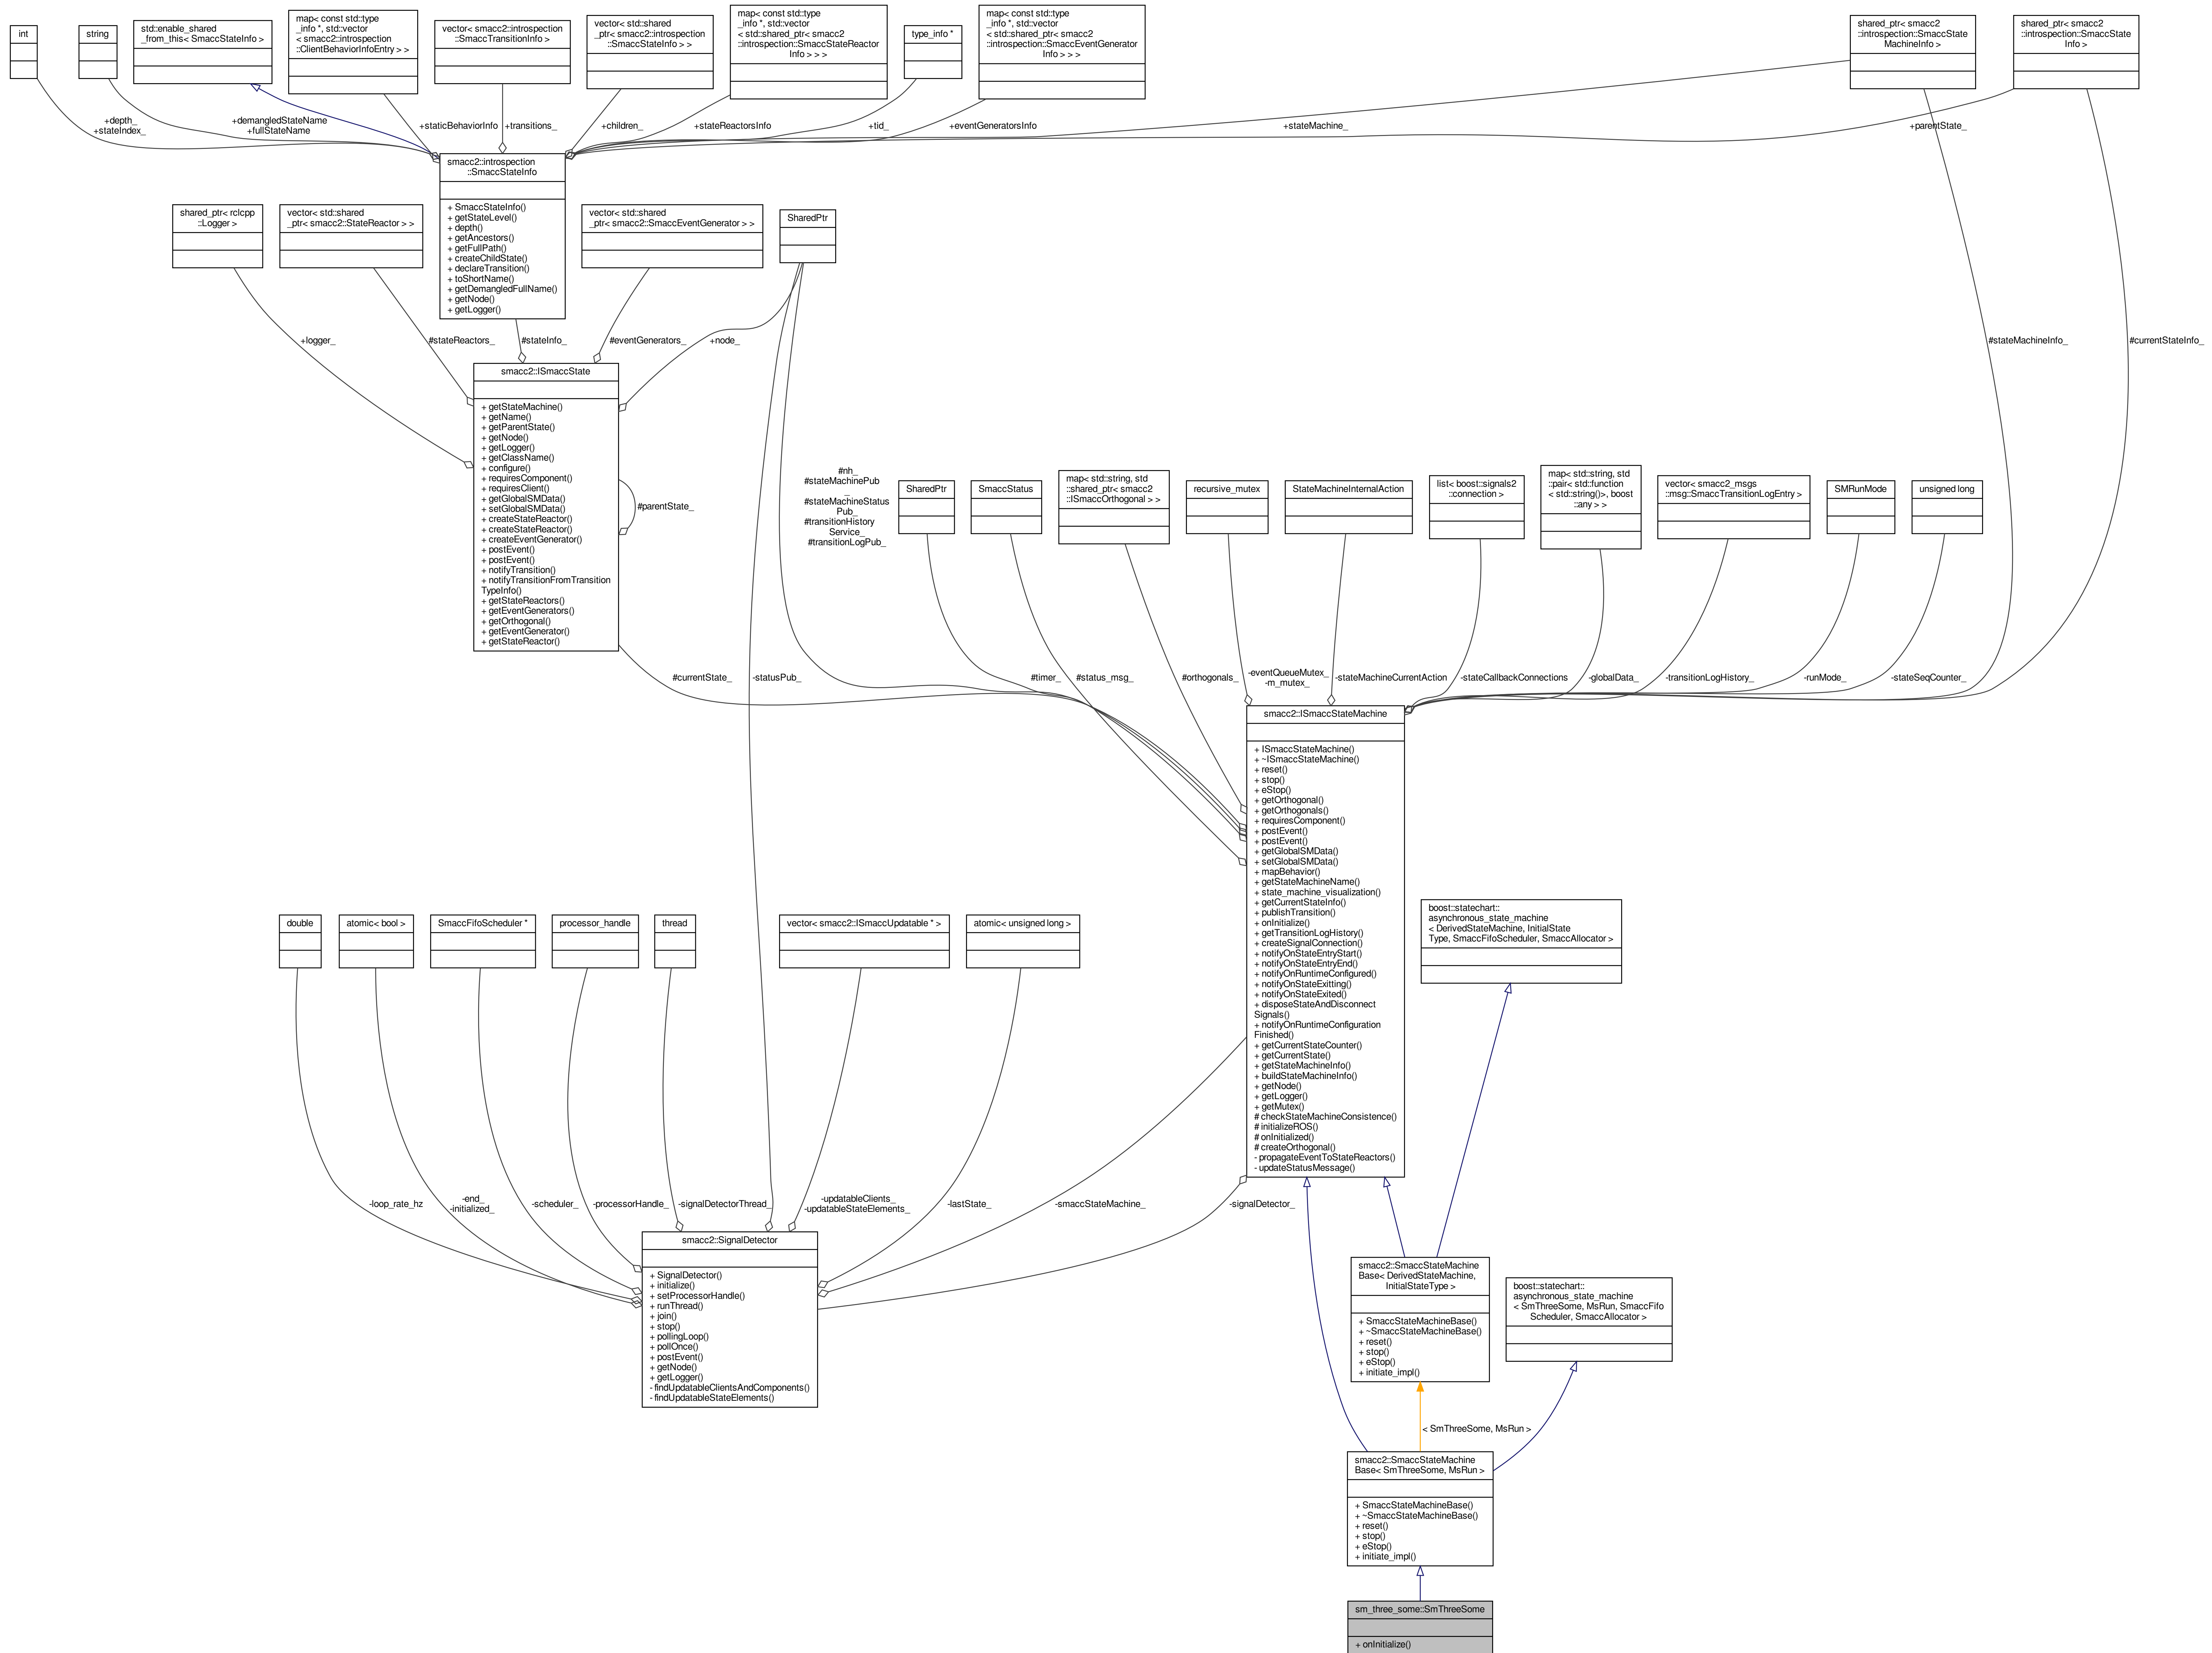 int
string
std::enable_shared
_from_this< SmaccStateInfo >
map< const std::type
_info *, std::vector
< smacc2::introspection
::ClientBehaviorInfoEntry > >
vector< smacc2::introspection
::SmaccTransitionInfo >
vector< std::shared
_ptr< smacc2::introspection
::SmaccStateInfo > >
map< const std::type
_info *, std::vector
< std::shared_ptr< smacc2
::introspection::SmaccStateReactor
Info > > >
type_info *
map< const std::type
_info *, std::vector
< std::shared_ptr< smacc2
::introspection::SmaccEventGenerator
Info > > >
shared_ptr< smacc2
::introspection::SmaccState
MachineInfo >
shared_ptr< smacc2
::introspection::SmaccState
Info >
+depth_
+stateIndex_
+demangledStateName
+fullStateName
+staticBehaviorInfo
+transitions_
+children_
+stateReactorsInfo
+tid_
+eventGeneratorsInfo
+stateMachine_
+parentState_
smacc2::introspection
::SmaccStateInfo
+ SmaccStateInfo()
+ getStateLevel()
+ depth()
+ getAncestors()
+ getFullPath()
+ createChildState()
+ declareTransition()
+ toShortName()
+ getDemangledFullName()
+ getNode()
+ getLogger()
shared_ptr< rclcpp
::Logger >
vector< std::shared
_ptr< smacc2::StateReactor > >
vector< std::shared
_ptr< smacc2::SmaccEventGenerator > >
SharedPtr
+logger_
#stateReactors_
#stateInfo_
#eventGenerators_
+node_
#stateMachineInfo_
#currentStateInfo_
smacc2::ISmaccState
+ getStateMachine()
+ getName()
+ getParentState()
+ getNode()
+ getLogger()
+ getClassName()
+ configure()
+ requiresComponent()
+ requiresClient()
+ getGlobalSMData()
+ setGlobalSMData()
+ createStateReactor()
+ createStateReactor()
+ createEventGenerator()
+ postEvent()
+ postEvent()
+ notifyTransition()
+ notifyTransitionFromTransition
TypeInfo()
+ getStateReactors()
+ getEventGenerators()
+ getOrthogonal()
+ getEventGenerator()
+ getStateReactor()
#parentState_
#nh_
#stateMachinePub
_
#stateMachineStatus
Pub_
#transitionHistory
Service_
#transitionLogPub_
SharedPtr
SmaccStatus
map< std::string, std
::shared_ptr< smacc2
::ISmaccOrthogonal > >
recursive_mutex
StateMachineInternalAction
list< boost::signals2
::connection >
map< std::string, std
::pair< std::function
< std::string()>, boost
::any > >
vector< smacc2_msgs
::msg::SmaccTransitionLogEntry >
SMRunMode
unsigned long
#currentState_
-statusPub_
#timer_
#status_msg_
#orthogonals_
-eventQueueMutex_
-m_mutex_
-stateMachineCurrentAction
-stateCallbackConnections
-globalData_
-transitionLogHistory_
-runMode_
-stateSeqCounter_
smacc2::ISmaccStateMachine
+ ISmaccStateMachine()
+ ~ISmaccStateMachine()
+ reset()
+ stop()
+ eStop()
+ getOrthogonal()
+ getOrthogonals()
+ requiresComponent()
+ postEvent()
+ postEvent()
+ getGlobalSMData()
+ setGlobalSMData()
+ mapBehavior()
+ getStateMachineName()
+ state_machine_visualization()
+ getCurrentStateInfo()
+ publishTransition()
+ onInitialize()
+ getTransitionLogHistory()
+ createSignalConnection()
+ notifyOnStateEntryStart()
+ notifyOnStateEntryEnd()
+ notifyOnRuntimeConfigured()
+ notifyOnStateExitting()
+ notifyOnStateExited()
+ disposeStateAndDisconnect
Signals()
+ notifyOnRuntimeConfiguration
Finished()
+ getCurrentStateCounter()
+ getCurrentState()
+ getStateMachineInfo()
+ buildStateMachineInfo()
+ getNode()
+ getLogger()
+ getMutex()
# checkStateMachineConsistence()
# initializeROS()
# onInitialized()
# createOrthogonal()
- propagateEventToStateReactors()
- updateStatusMessage()
double
atomic< bool >
SmaccFifoScheduler *
processor_handle
thread
vector< smacc2::ISmaccUpdatable * >
atomic< unsigned long >
boost::statechart::
asynchronous_state_machine
< DerivedStateMachine, InitialState
Type, SmaccFifoScheduler, SmaccAllocator >
-loop_rate_hz
-end_
-initialized_
-scheduler_
-processorHandle_
-signalDetectorThread_
-updatableClients_
-updatableStateElements_
-lastState_
-smaccStateMachine_
-signalDetector_
smacc2::SignalDetector
+ SignalDetector()
+ initialize()
+ setProcessorHandle()
+ runThread()
+ join()
+ stop()
+ pollingLoop()
+ pollOnce()
+ postEvent()
+ getNode()
+ getLogger()
- findUpdatableClientsAndComponents()
- findUpdatableStateElements()
smacc2::SmaccStateMachine
Base< DerivedStateMachine,
InitialStateType >
+ SmaccStateMachineBase()
+ ~SmaccStateMachineBase()
+ reset()
+ stop()
+ eStop()
+ initiate_impl()
boost::statechart::
asynchronous_state_machine
< SmThreeSome, MsRun, SmaccFifo
Scheduler, SmaccAllocator >
< SmThreeSome, MsRun >
smacc2::SmaccStateMachine
Base< SmThreeSome, MsRun >
+ SmaccStateMachineBase()
+ ~SmaccStateMachineBase()
+ reset()
+ stop()
+ eStop()
+ initiate_impl()
sm_three_some::SmThreeSome
+ onInitialize()